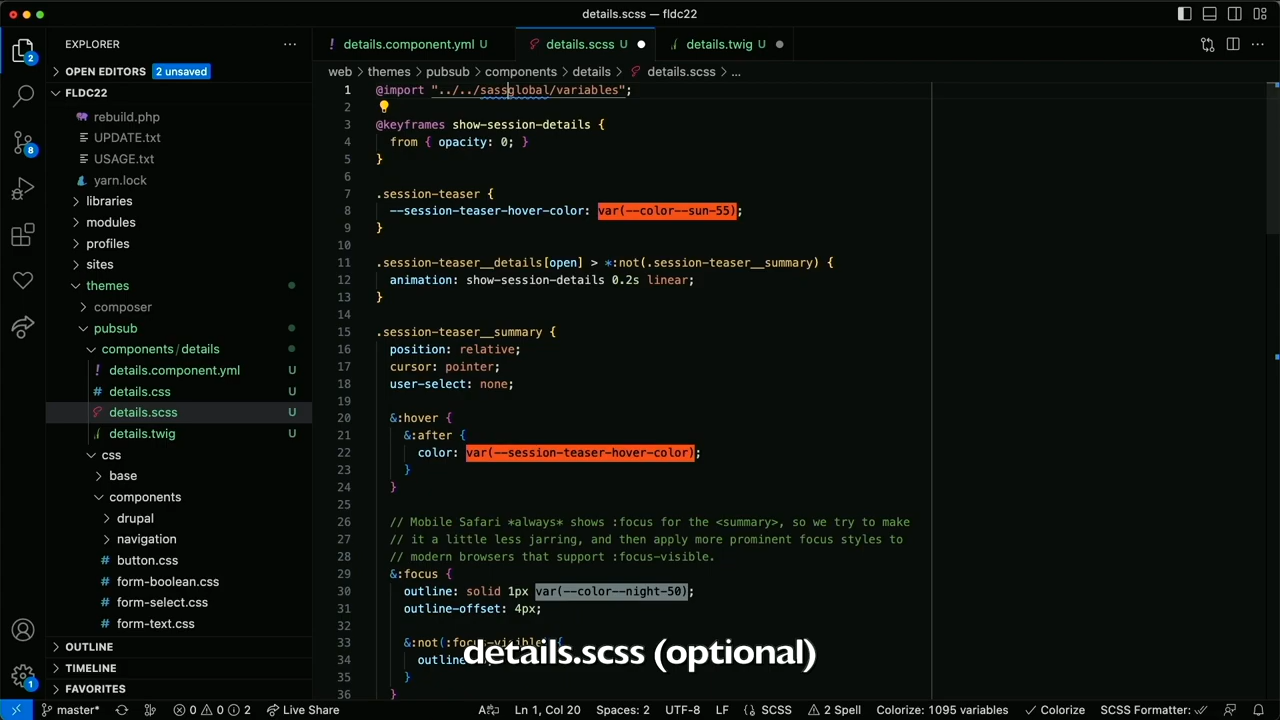 details.scss — fldc22
EXPLORER
2
OPEN EDITORS 2 unsaved
FLDC22
rebuild.php
UPDATE.txt
USAGE.txt
yarn.lock
libraries
modules
profiles
sites
themes
composer
pubsub
components / details
details.component.yml U
details.css U
details.scss U
details.twig U
css
base
components
drupal
navigation
button.css
form-boolean.css
form-select.css
form-text.css
OUTLINE
TIMELINE
FAVORITES
8
1
details.component.yml U
details.scss U
details.twig U
web > themes > pubsub > components > details > details.scss > ...
1 @import "../../sassglobal/variables";
2
3 @keyframes show-session-details {
4 from { opacity: 0; }
5 }
6
7 .session-teaser {
8 --session-teaser-hover-color: var(--color--sun-55);
9 }
10
11 .session-teaser__details[open] > *:not(.session-teaser__summary) {
12 animation: show-session-details 0.2s linear;
13 }
14
15 .session-teaser__summary {
16 position: relative;
17 cursor: pointer;
18 user-select: none;
19
20 &:hover {
21 &:after {
22 color: var(--session-teaser-hover-color);
23 }
24 }
25
26 // Mobile Safari *always* shows :focus for the <summary>, so we try to make
27 // it a little less jarring, and then apply more prominent focus styles to
28 // modern browsers that support :focus-visible.
29 &:focus {
30 outline: solid 1px var(--color--night-50);
31 outline-offset: 4px;
32
33 &:not(:focus-visible) {
34 outline
35 }
36 }
details.scss (optional)
master* 0 0 2 Live Share Ln 1, Col 20 Spaces: 2 UTF-8 LF {} SCSS 2 Spell Colorize: 1095 variables Colorize SCSS Formatter: